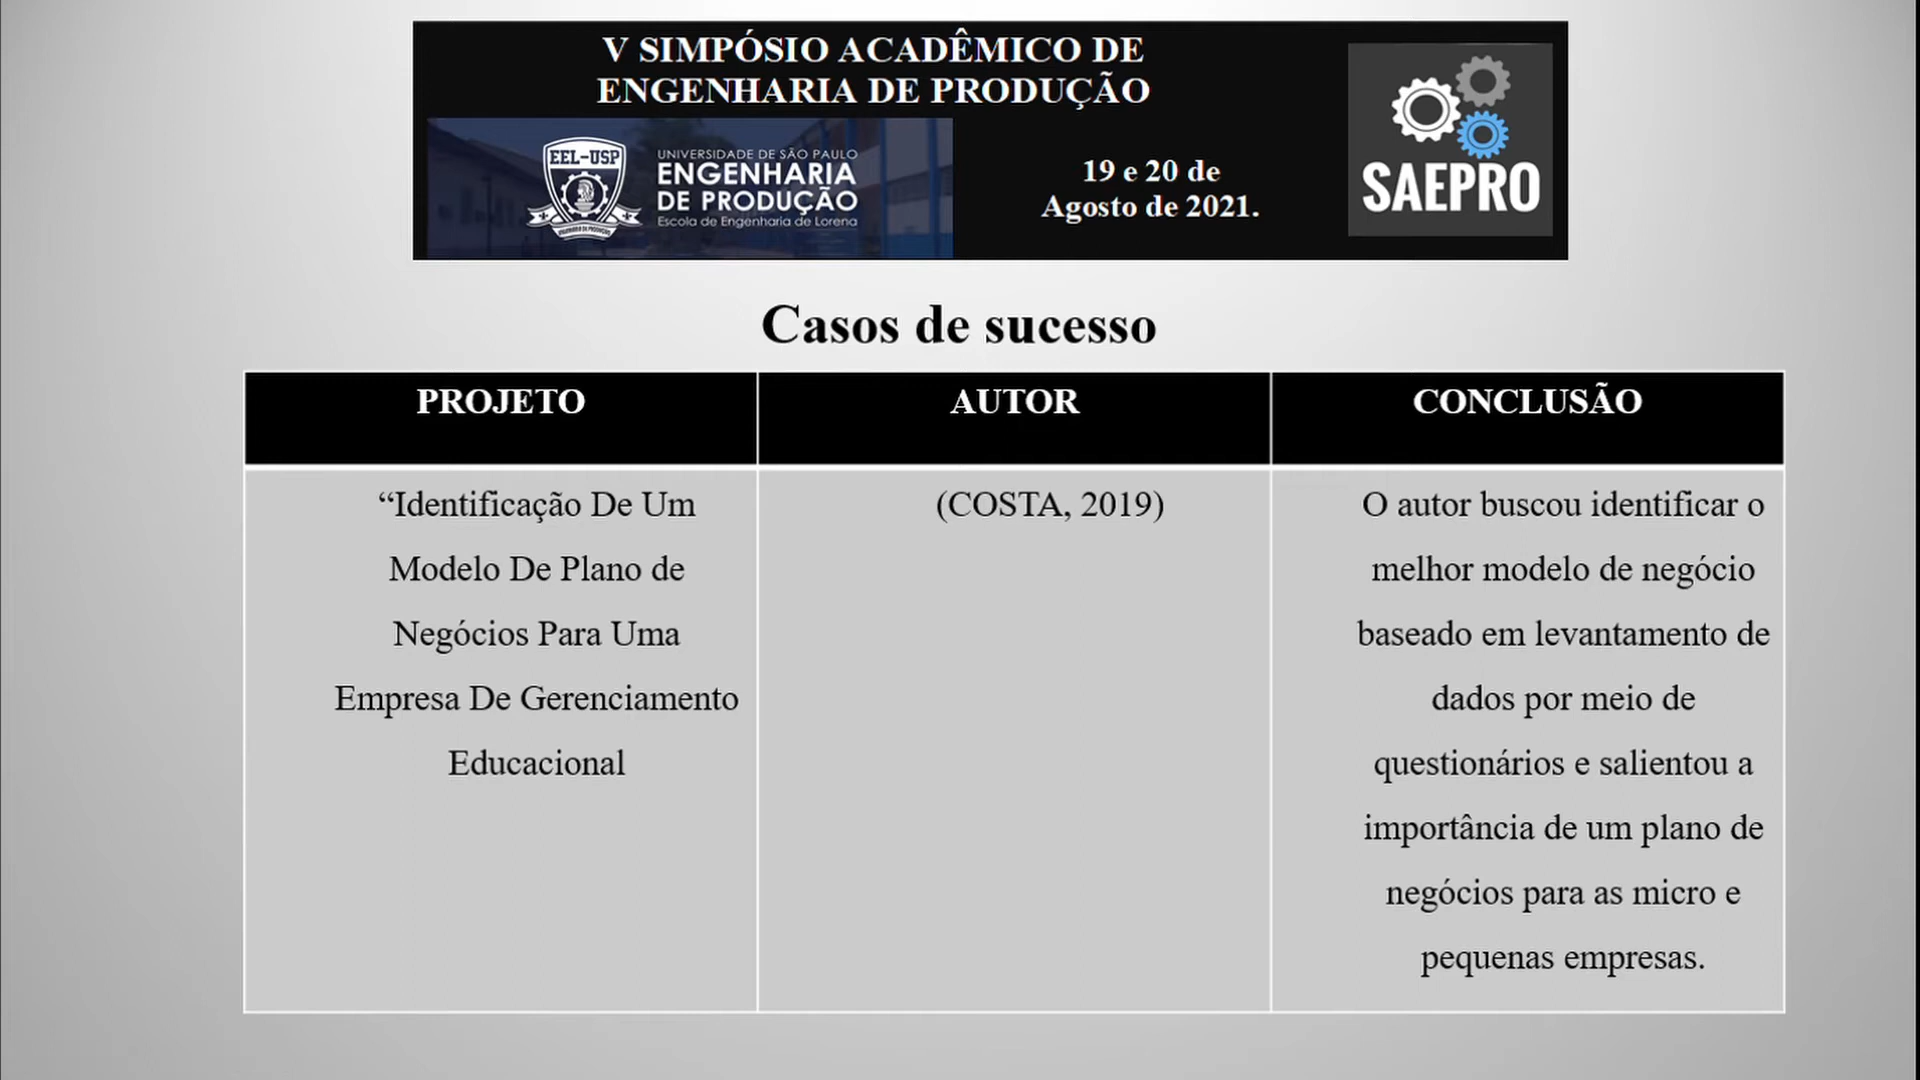 V SIMPÓSIO ACADÊMICO DE
ENGENHARIA DE PRODUÇÃO
EEL-USP
ENGENHARIA DE PRODUÇÃO
UNIVERSIDADE DE SÃO PAULO
ENGENHARIA
DE PRODUÇÃO
Escola de Engenharia de Lorena
19 e 20 de
Agosto de 2021.
SAEPRO
Casos de sucesso
PROJETO
AUTOR
CONCLUSÃO
“Identificação De Um
Modelo De Plano de
Negócios Para Uma
Empresa De Gerenciamento
Educacional
(COSTA, 2019)
O autor buscou identificar o
melhor modelo de negócio
baseado em levantamento de
dados por meio de
questionários e salientou a
importância de um plano de
negócios para as micro e
pequenas empresas.